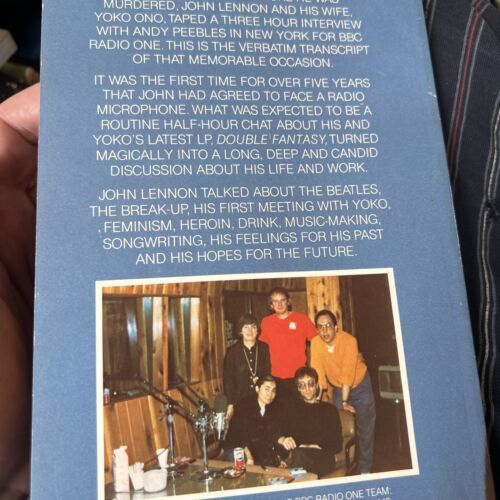 MURDERED, JOHN LENNON AND HIS WIFE,
YOKO ONO, TAPED A THREE HOUR INTERVIEW
WITH ANDY PEEBLES IN NEW YORK FOR BBC
RADIO ONE. THIS IS THE VERBATIM TRANSCRIPT
OF THAT MEMORABLE OCCASION.
IT WAS THE FIRST TIME FOR OVER FIVE YEARS
THAT JOHN HAD AGREED TO FACE A RADIO
MICROPHONE. WHAT WAS EXPECTED TO BE A
ROUTINE HALF-HOUR CHAT ABOUT HIS AND
YOKO'S LATEST LP, DOUBLE FANTASY, TURNED
MAGICALLY INTO A LONG, DEEP AND CANDID
DISCUSSION ABOUT HIS LIFE AND WORK.
JOHN LENNON TALKED ABOUT THE BEATLES,
THE BREAK-UP, HIS FIRST MEETING WITH YOKO,
, FEMINISM, HEROIN, DRINK, MUSIC-MAKING,
SONGWRITING, HIS FEELINGS FOR HIS PAST
AND HIS HOPES FOR THE FUTURE.
BBC RADIO ONE TEAM: